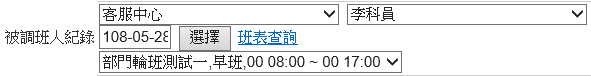 客服中心 李科員
被調班人紀錄 108-05-28 選擇 班表查詢
部門輪班測試一,早班,00 08:00 ~ 00 17:00